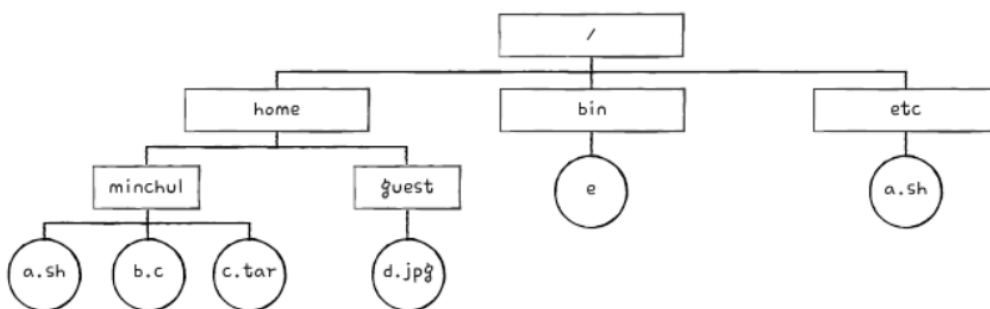 /
home bin etc
minchul guest e a.sh
a.sh b.c c.tar d.jpg